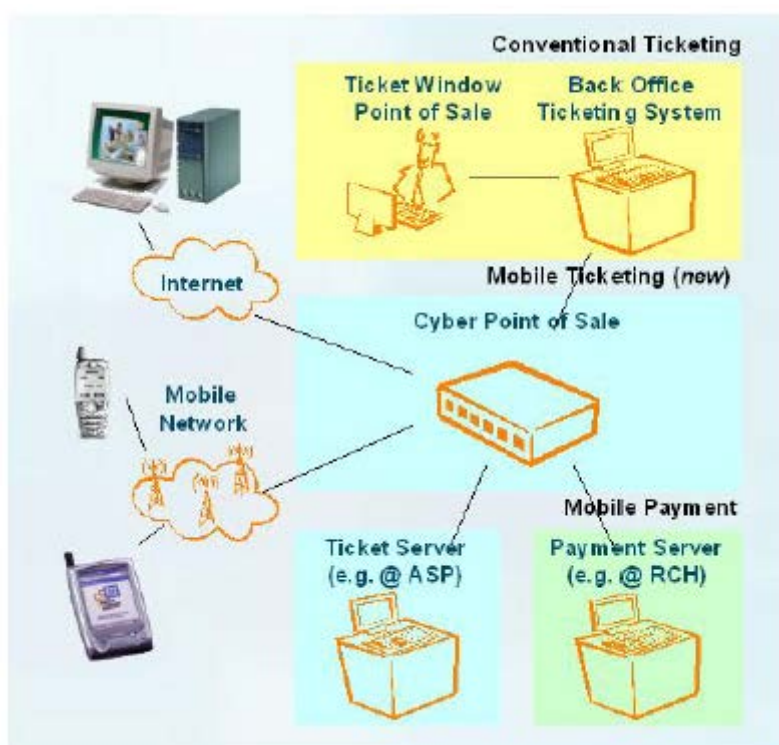 Conventional Ticketing
Ticket Window
Point of Sale
Back Office
Ticketing System
Internet
Mobile Ticketing (new)
Cyber Point of Sale
Mobile
Network
Mobile Payment
Ticket Server
(e.g. @ ASP)
Payment Server
(e.g. @ RCH)